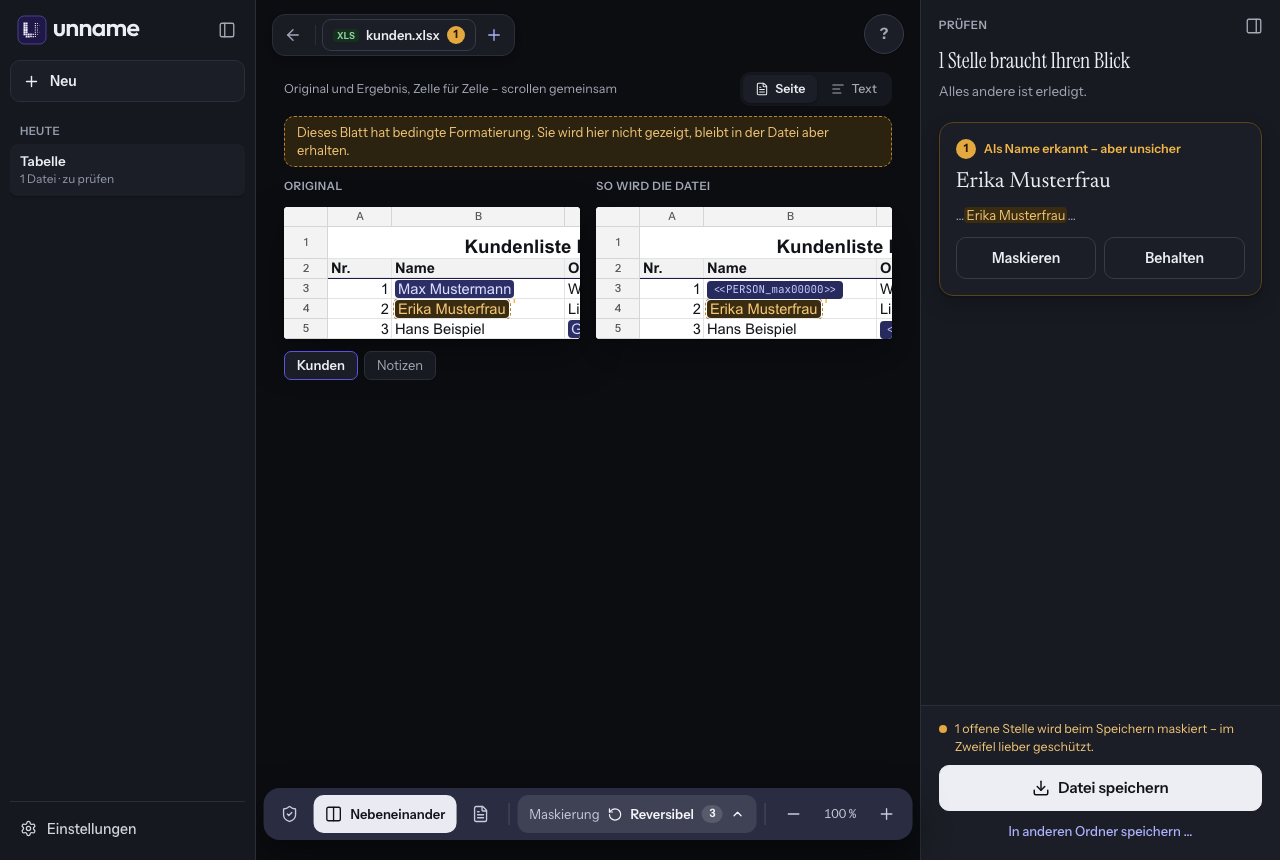 unname
Neu
HEUTE
Tabelle
1 Datei · zu prüfen
Einstellungen
XLS kunden.xlsx 1
?
Original und Ergebnis, Zelle für Zelle – scrollen gemeinsam
Seite Text
Dieses Blatt hat bedingte Formatierung. Sie wird hier nicht gezeigt, bleibt in der Datei aber
erhalten.
ORIGINAL
A B
1 Kundenliste
2 Nr. Name O
3 1 Max Mustermann W
4 2 Erika Musterfrau Li
5 3 Hans Beispiel G
SO WIRD DIE DATEI
A B
1 Kundenliste
2 Nr. Name O
3 1 <<PERSON_max00000>> W
4 2 Erika Musterfrau Li
5 3 Hans Beispiel <
Kunden Notizen
Nebeneinander
Maskierung Reversibel 3
100 %
PRÜFEN
1 Stelle braucht Ihren Blick
Alles andere ist erledigt.
1 Als Name erkannt – aber unsicher
Erika Musterfrau
… Erika Musterfrau …
Maskieren Behalten
1 offene Stelle wird beim Speichern maskiert – im
Zweifel lieber geschützt.
Datei speichern
In anderen Ordner speichern …